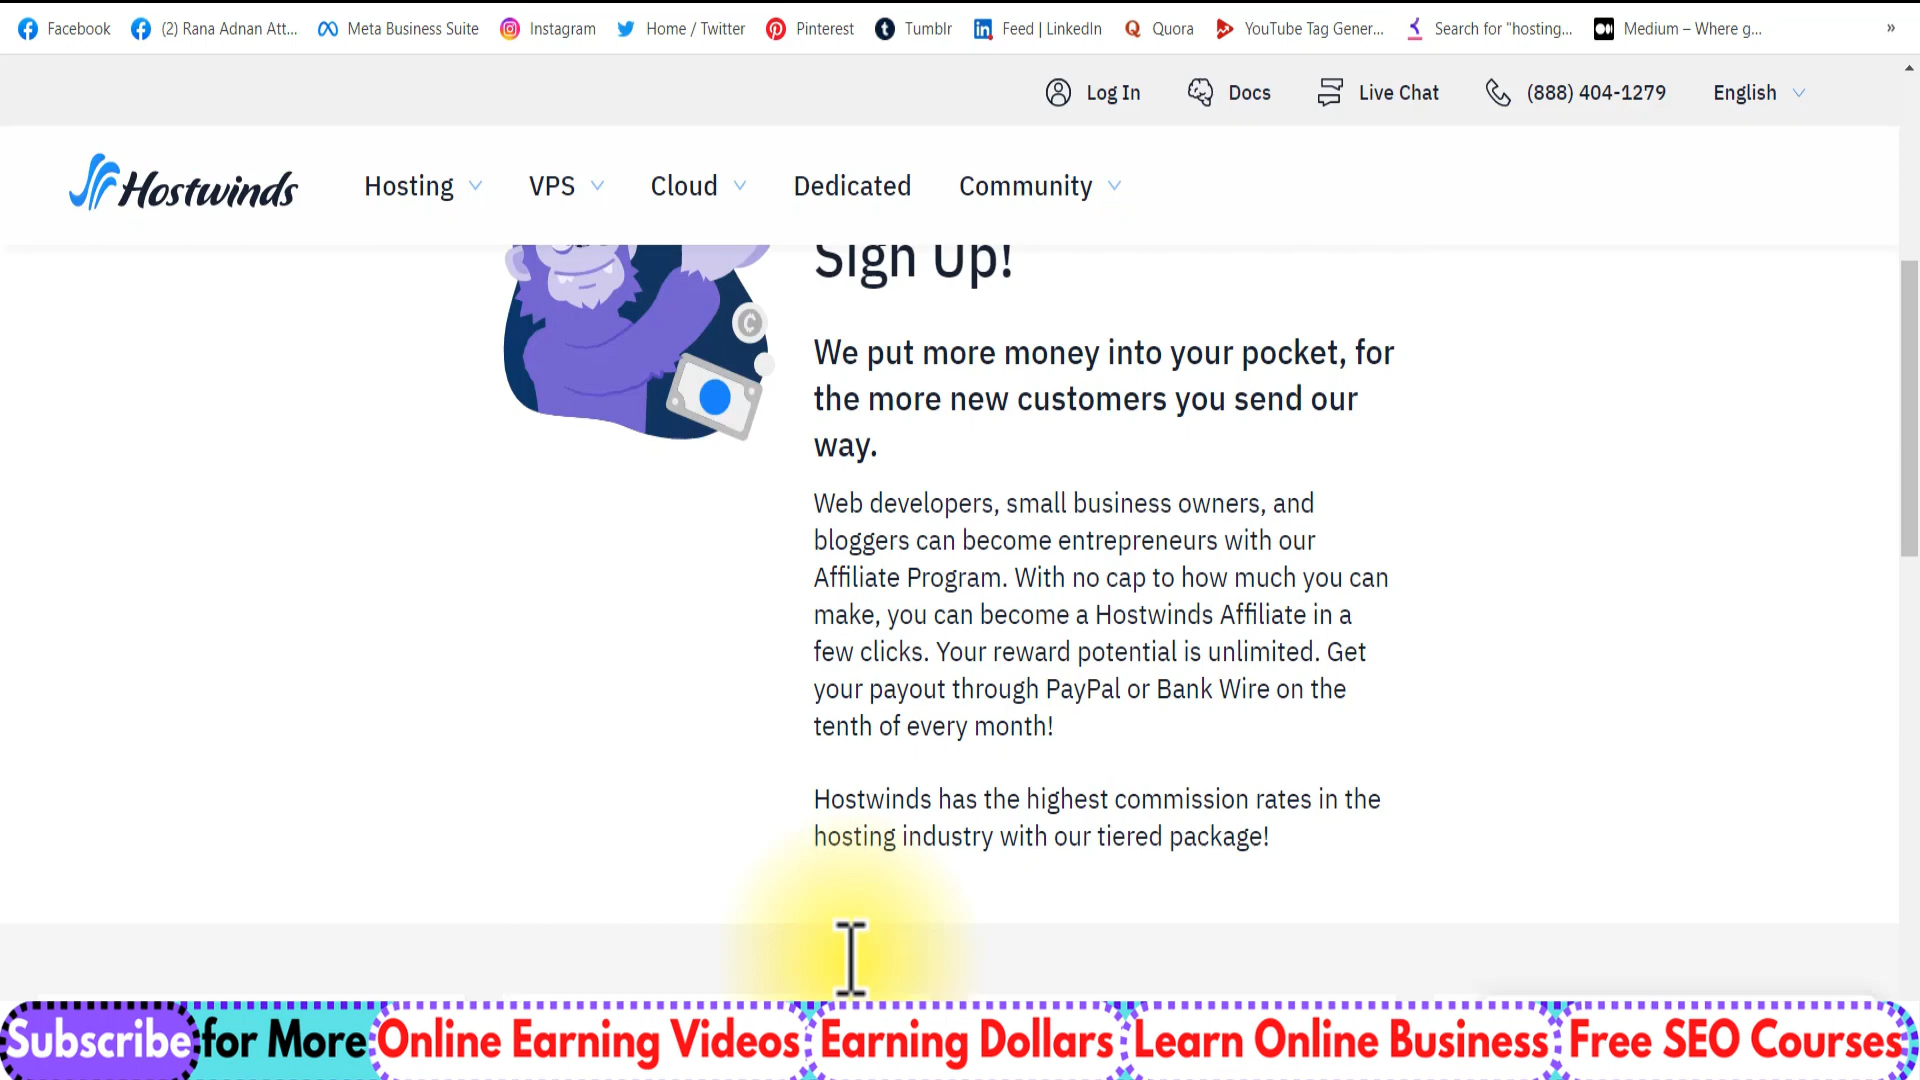 Facebook (2) Rana Adnan Att... Meta Business Suite Instagram Home / Twitter Pinterest Tumblr Feed | LinkedIn Quora YouTube Tag Gener... Search for "hosting... Medium – Where g... »
Log In Docs Live Chat (888) 404-1279 English
Hostwinds Hosting VPS Cloud Dedicated Community
Sign Up!
We put more money into your pocket, for
the more new customers you send our
way.
Web developers, small business owners, and
bloggers can become entrepreneurs with our
Affiliate Program. With no cap to how much you can
make, you can become a Hostwinds Affiliate in a
few clicks. Your reward potential is unlimited. Get
your payout through PayPal or Bank Wire on the
tenth of every month!
Hostwinds has the highest commission rates in the
hosting industry with our tiered package!
Subscribe for More Online Earning Videos Earning Dollars Learn Online Business Free SEO Courses